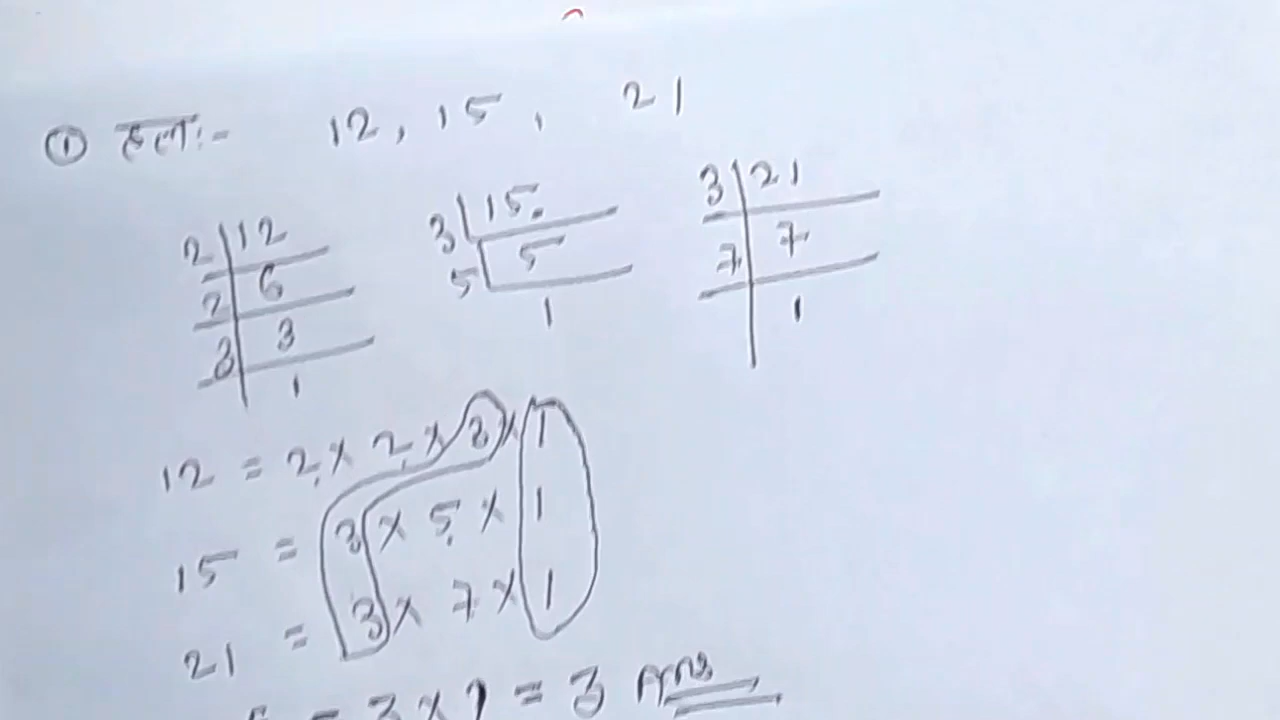 ① हलः- 12, 15, 21
2 | 12
2 | 6
3 | 3
1
3 | 15.
5 | 5
1
3 | 21
7 | 7
1
12 = 2 × 2 × 3 × 1
15 = 3 × 5 × 1
21 = 3 × 7 × 1
= 3 × 1 = 3 Ans